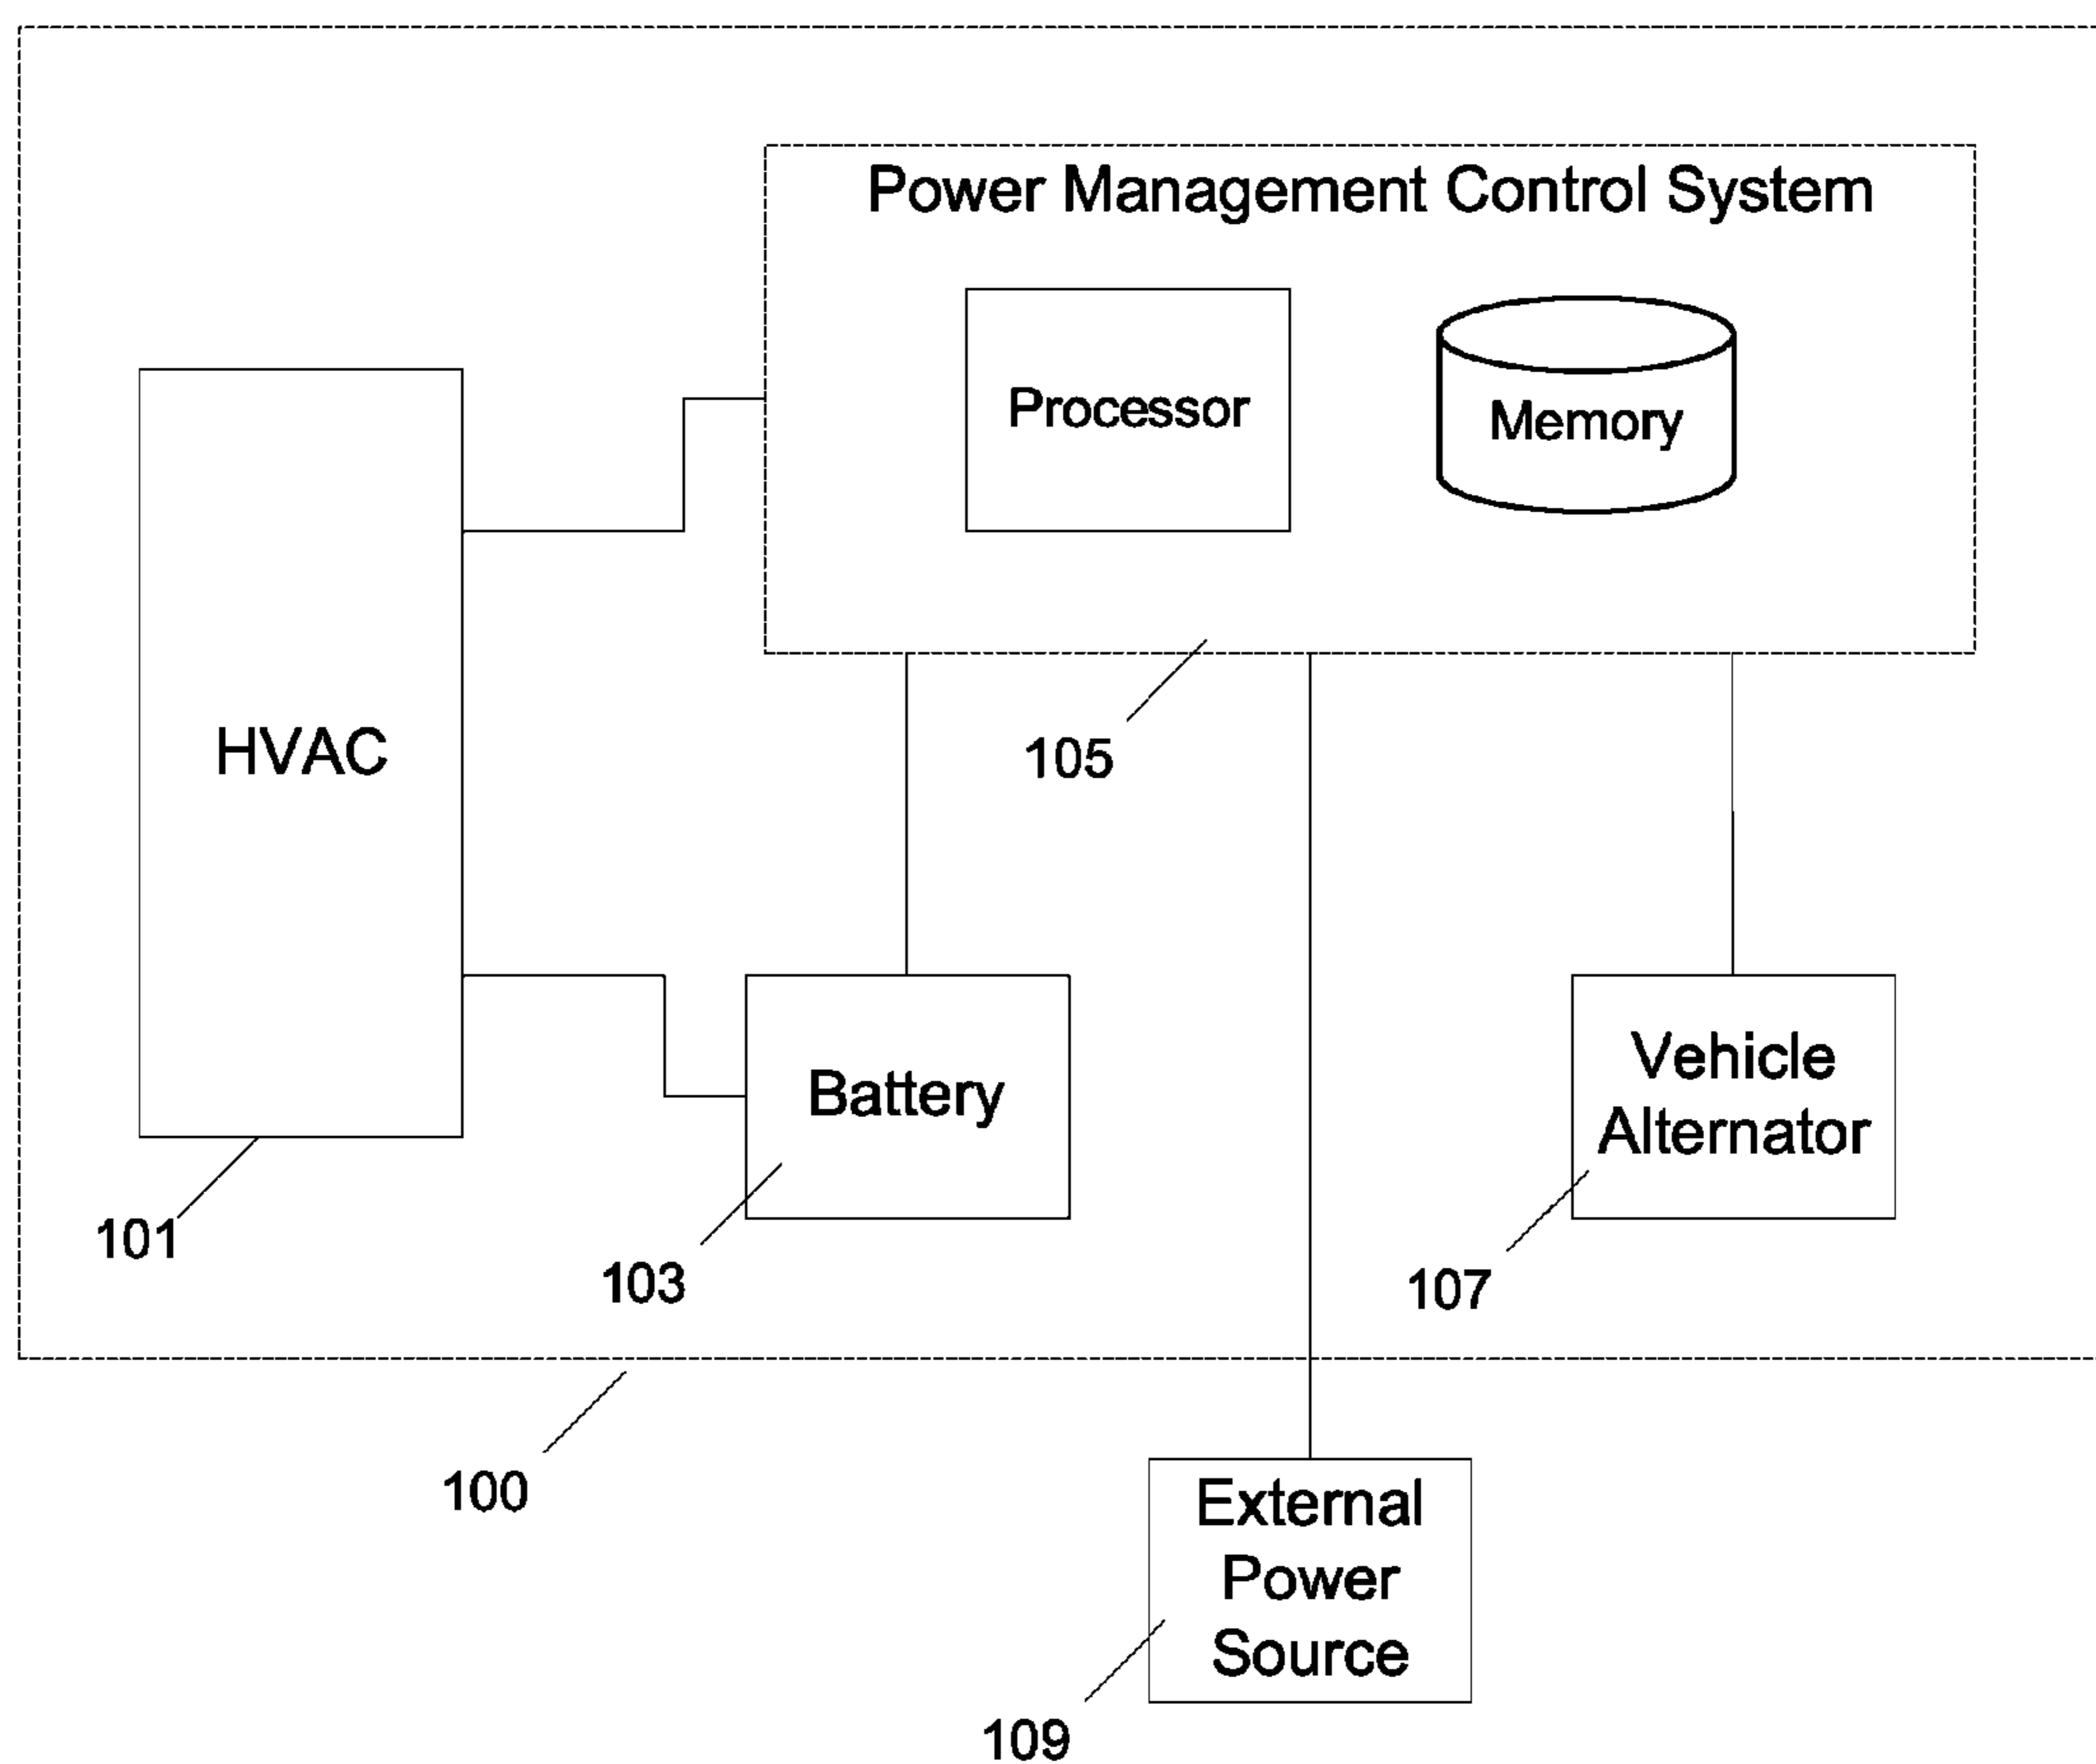 Power Management Control System
Processor
Memory
HVAC
105
Battery
Vehicle
Alternator
101
103
107
100
External
Power
Source
109